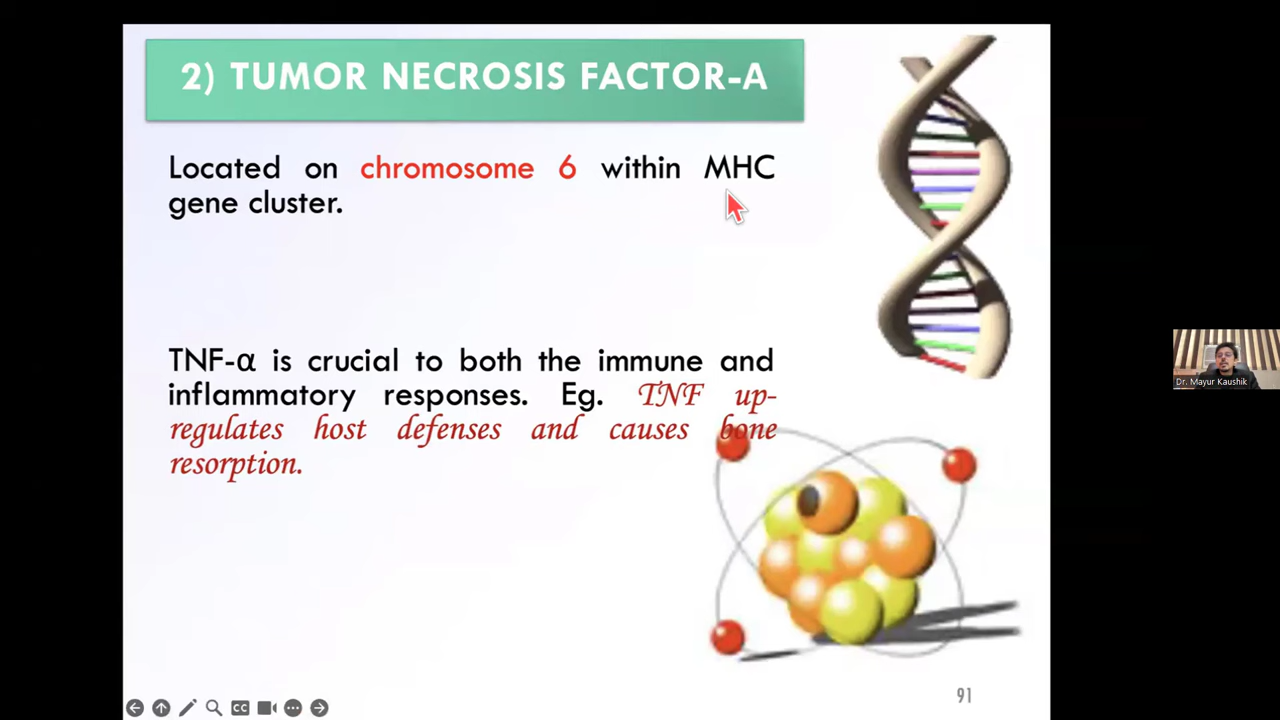 2) TUMOR NECROSIS FACTOR-A
Located on chromosome 6 within MHC
gene cluster.
TNF-α is crucial to both the immune and
inflammatory responses. Eg. TNF up-
regulates host defenses and causes bone
resorption.
Dr. Mayur Kaushik
91
CC